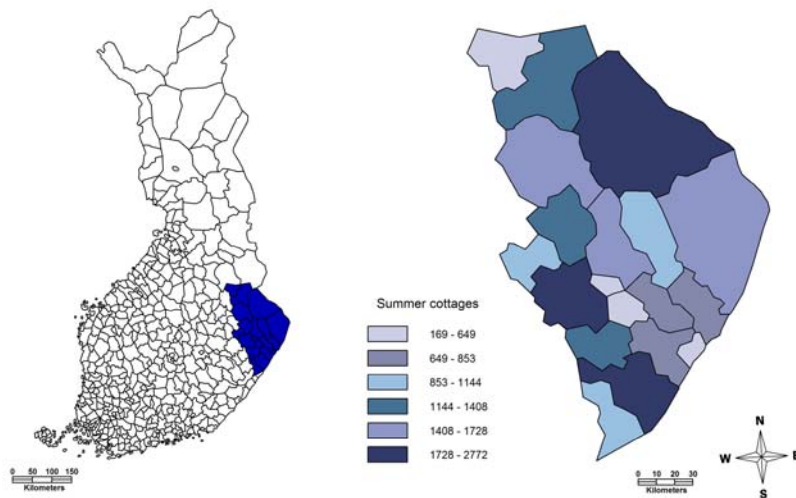 Summer cottages
169 - 649
649 - 853
853 - 1144
1144 - 1408
1408 - 1728
1728 - 2772
0 50 100 150
Kilometers
0 10 20 30
Kilometers
N
W E
S